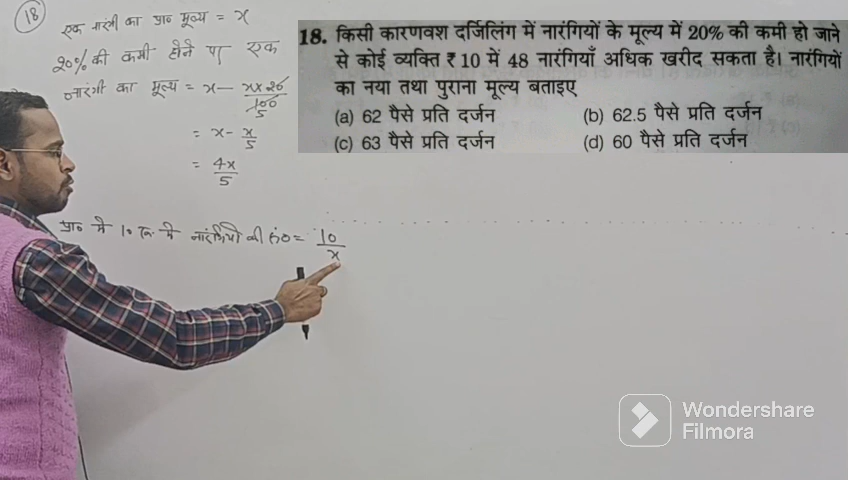 18
एक नारंगी का प्रा० मूल्य = x
20% की कमी होने पर एक
नारंगी का मूल्य = x - x × 20 / 100 5
= x - x/5
= 4x/5
प्रा० में 10 रू० में नारंगियों की सं० = 10/x
18. किसी कारणवश दर्जिलिंग में नारंगियों के मूल्य में 20% की कमी हो जाने
से कोई व्यक्ति ₹ 10 में 48 नारंगियाँ अधिक खरीद सकता है। नारंगियों
का नया तथा पुराना मूल्य बताइए
(a) 62 पैसे प्रति दर्जन (b) 62.5 पैसे प्रति दर्जन
(c) 63 पैसे प्रति दर्जन (d) 60 पैसे प्रति दर्जन
Wondershare
Filmora